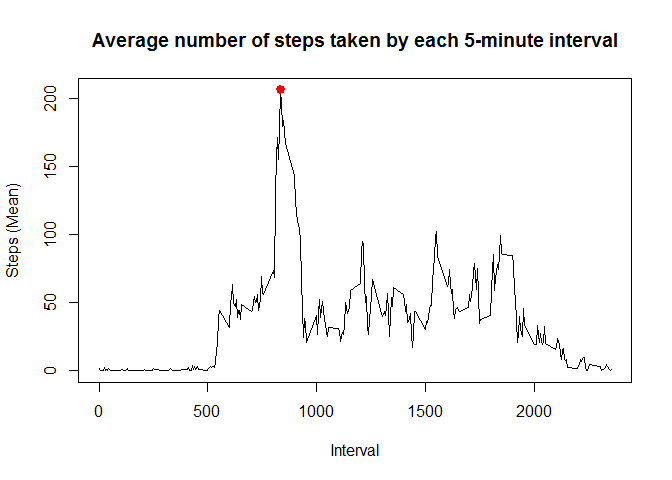 Average number of steps taken by each 5-minute interval
200
150
100
50
0
Steps (Mean)
0 500 1000 1500 2000
Interval